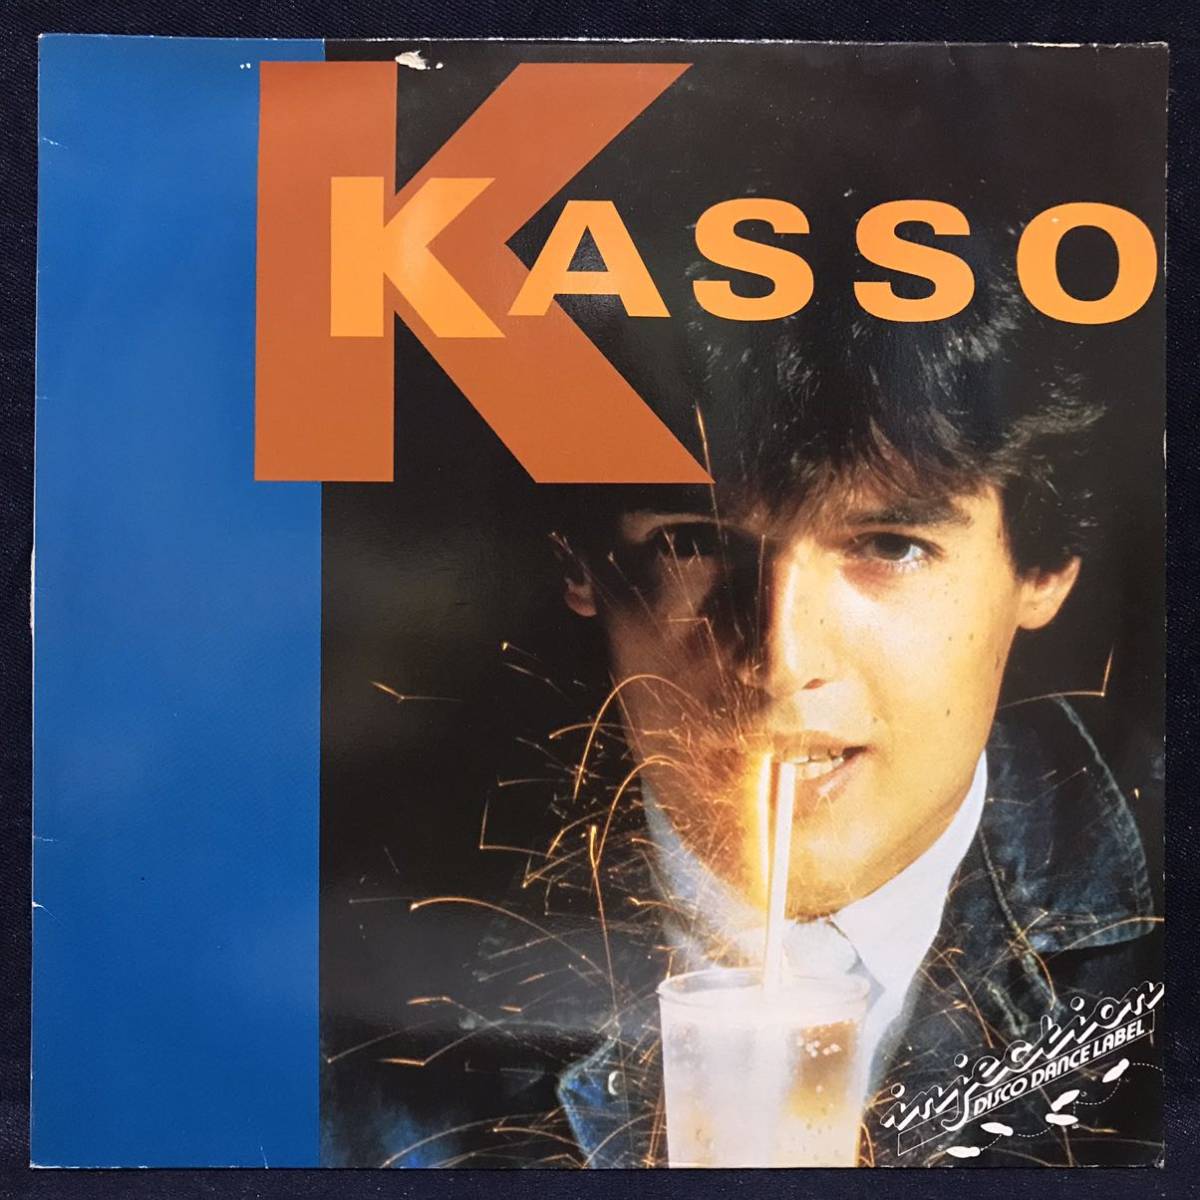 K
KASSO
injection
DISCO DANCE LABEL